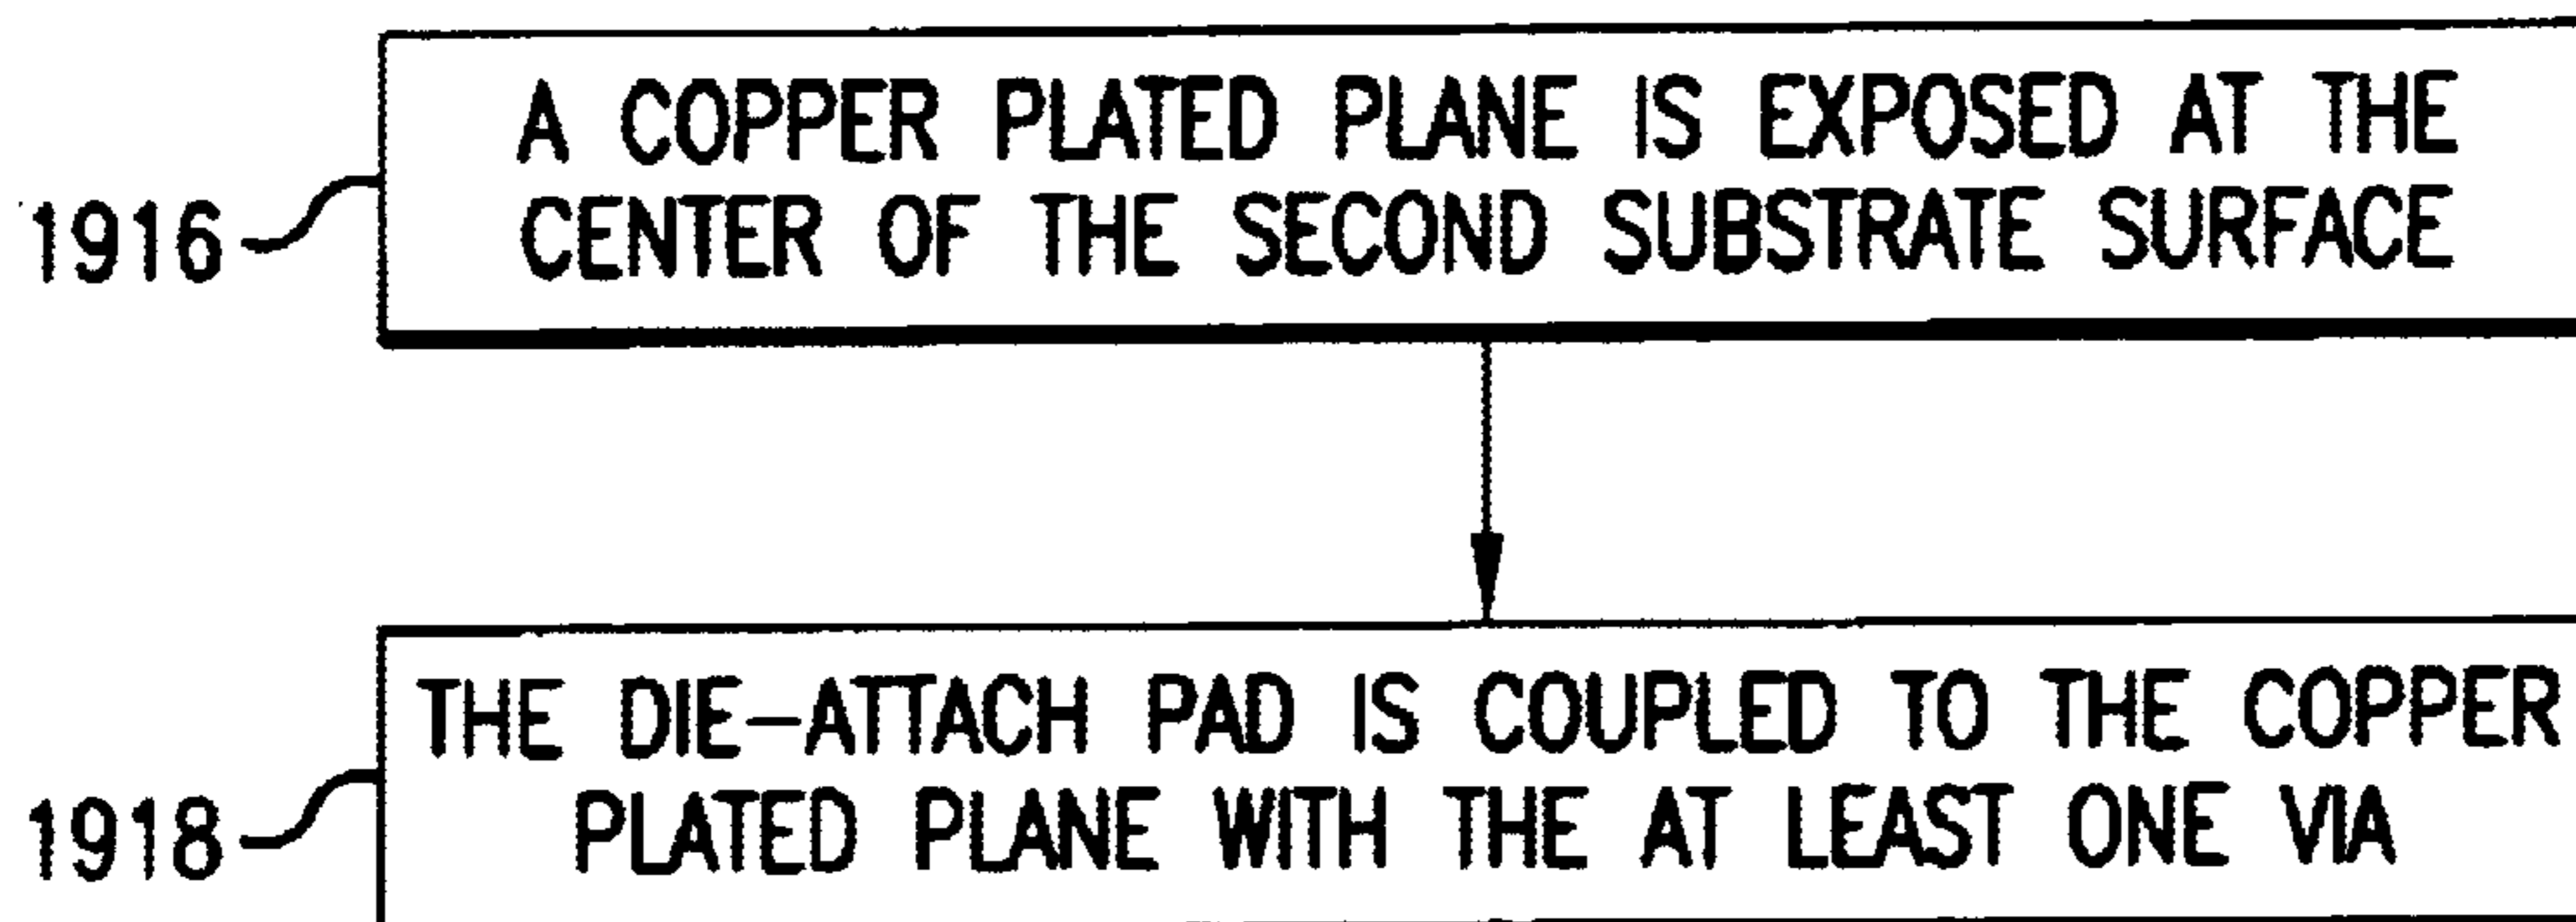 A COPPER PLATED PLANE IS EXPOSED AT THE
CENTER OF THE SECOND SUBSTRATE SURFACE
1916
THE DIE-ATTACH PAD IS COUPLED TO THE COPPER
PLATED PLANE WITH THE AT LEAST ONE VIA
1918